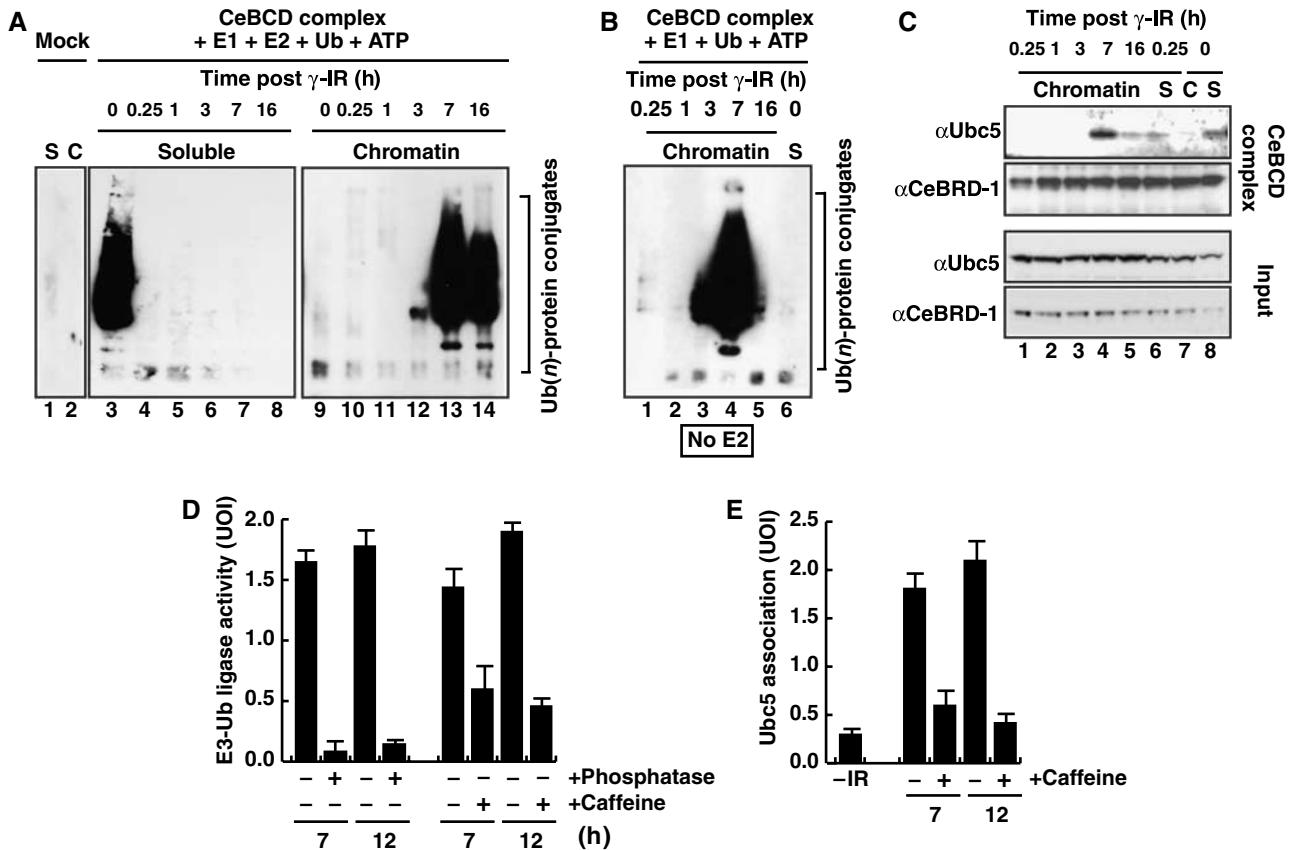 A
Mock
CeBCD complex
+ E1 + E2 + Ub + ATP
Time post γ-IR (h)
0 0.25 1 3 7 16 0 0.25 1 3 7 16
S C Soluble Chromatin
Ub(n)-protein conjugates
1 2 3 4 5 6 7 8 9 10 11 12 13 14
B
CeBCD complex
+ E1 + Ub + ATP
Time post γ-IR (h)
0.25 1 3 7 16 0
Chromatin S
Ub(n)-protein conjugates
1 2 3 4 5 6
No E2
C
Time post γ-IR (h)
0.25 1 3 7 16 0.25 0
Chromatin S C S
αUbc5
αCeBRD-1
CeBCD
complex
αUbc5
αCeBRD-1
Input
1 2 3 4 5 6 7 8
D
E3-Ub ligase activity (UOI)
2.0
1.5
1.0
0.5
0.0
– + – + – – – – +Phosphatase
– – – – – + – + +Caffeine
7 12 7 12 (h)
E
Ubc5 association (UOI)
2.5
2.0
1.5
1.0
0.5
0.0
–IR – + – + +Caffeine
7 12